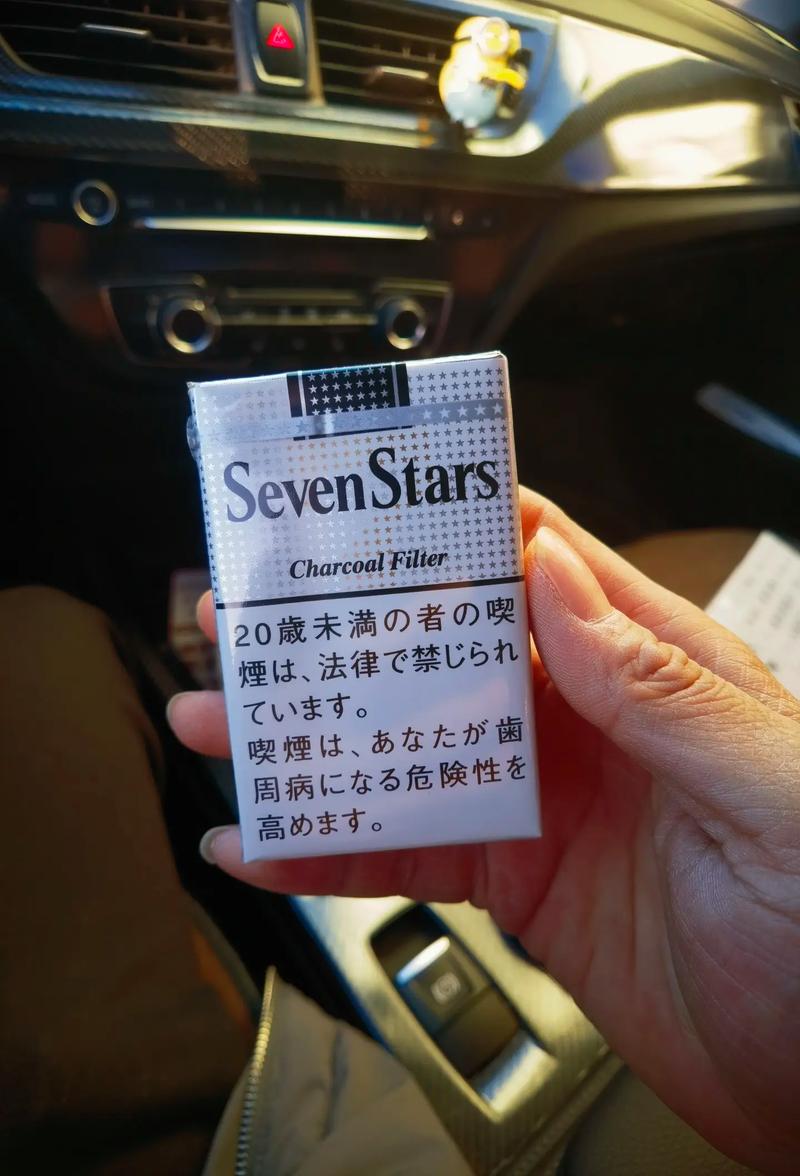 Seven Stars
Charcoal Filter
20歳未満の者の喫
煙は、法律で禁じられ
ています。
喫煙は、あなたが歯
周病になる危険性を
高めます。